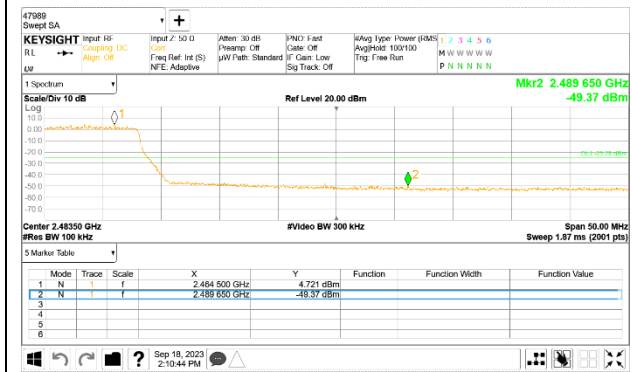 47989
Swept SA
+
KEYSIGHT
RL
Input: RF
Coupling: DC
Align: Off
Input Z: 50 Ω
Corr
Freq Ref: Int (S)
NFE: Adaptive
Atten: 30 dB
Preamp: Off
µW Path: Standard
PNO: Fast
Gate: Off
IF Gain: Low
Sig Track: Off
#Avg Type: Power (RMS
Avg|Hold: 100/100
Trig: Free Run
1 2 3 4 5 6
M W W W W W
P N N N N N
1 Spectrum
Mkr2 2.489 650 GHz
Scale/Div 10 dB
Ref Level 20.00 dBm
-49.37 dBm
Log
1
10.0
0.00
-10.0
-20.0
-30.0
-40.0
2
-50.0
-60.0
-70.0
Center 2.48350 GHz
#Video BW 300 kHz
Span 50.00 MHz
#Res BW 100 kHz
Sweep 1.87 ms (2001 pts)
5 Marker Table
Mode Trace Scale X Y Function Function Width Function Value
1 N 1 f 2.464 500 GHz 4.721 dBm
2 N 1 f 2.489 650 GHz -49.37 dBm
3
4
5
6
?
Sep 18, 2023
2:10:44 PM